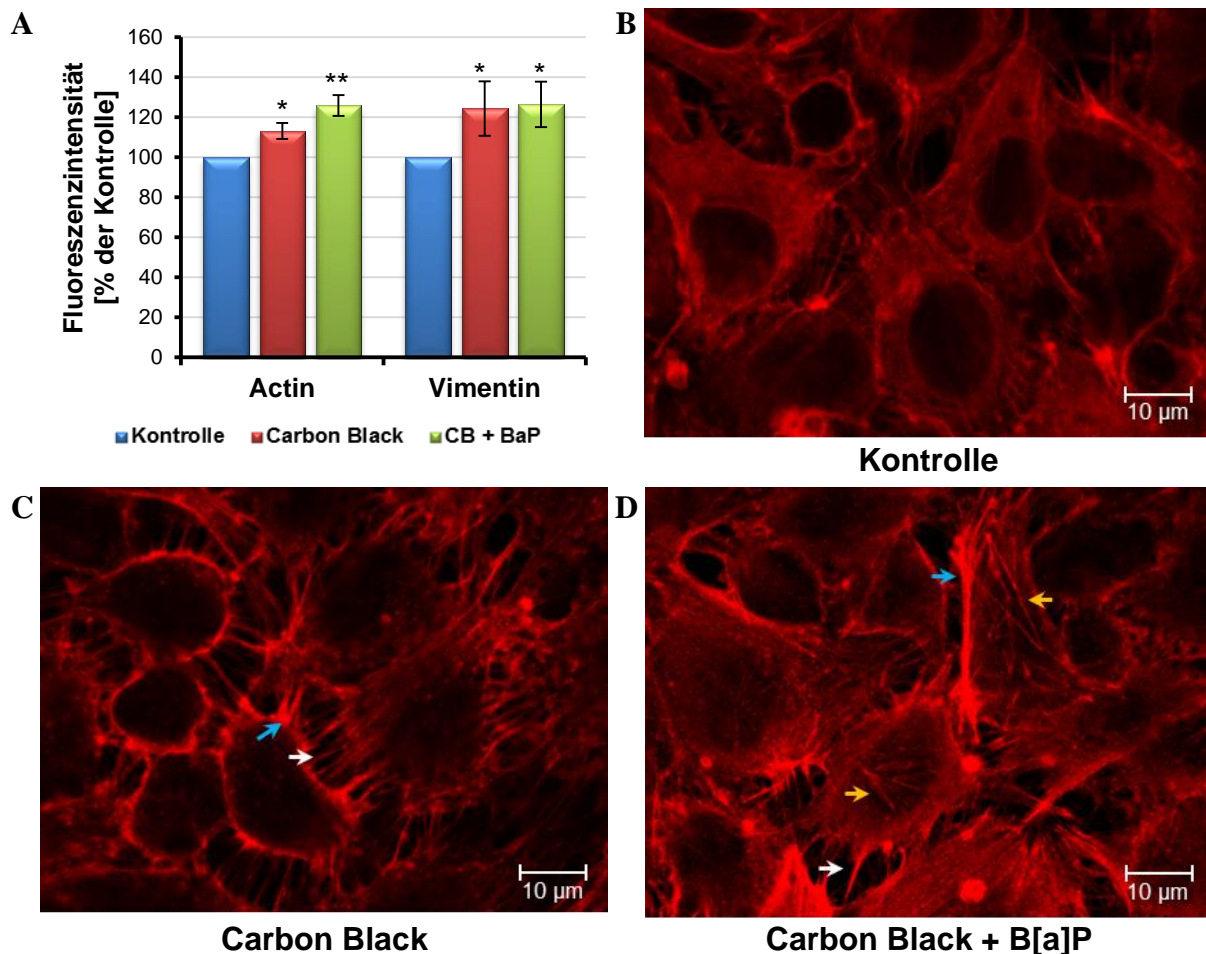 A
Fluoreszenzintensität
[% der Kontrolle]
160
140
120
100
80
60
40
20
0
*
**
*
*
Actin
Vimentin
Kontrolle
Carbon Black
CB + BaP
B
10 µm
Kontrolle
C
10 µm
Carbon Black
D
10 µm
Carbon Black + B[a]P